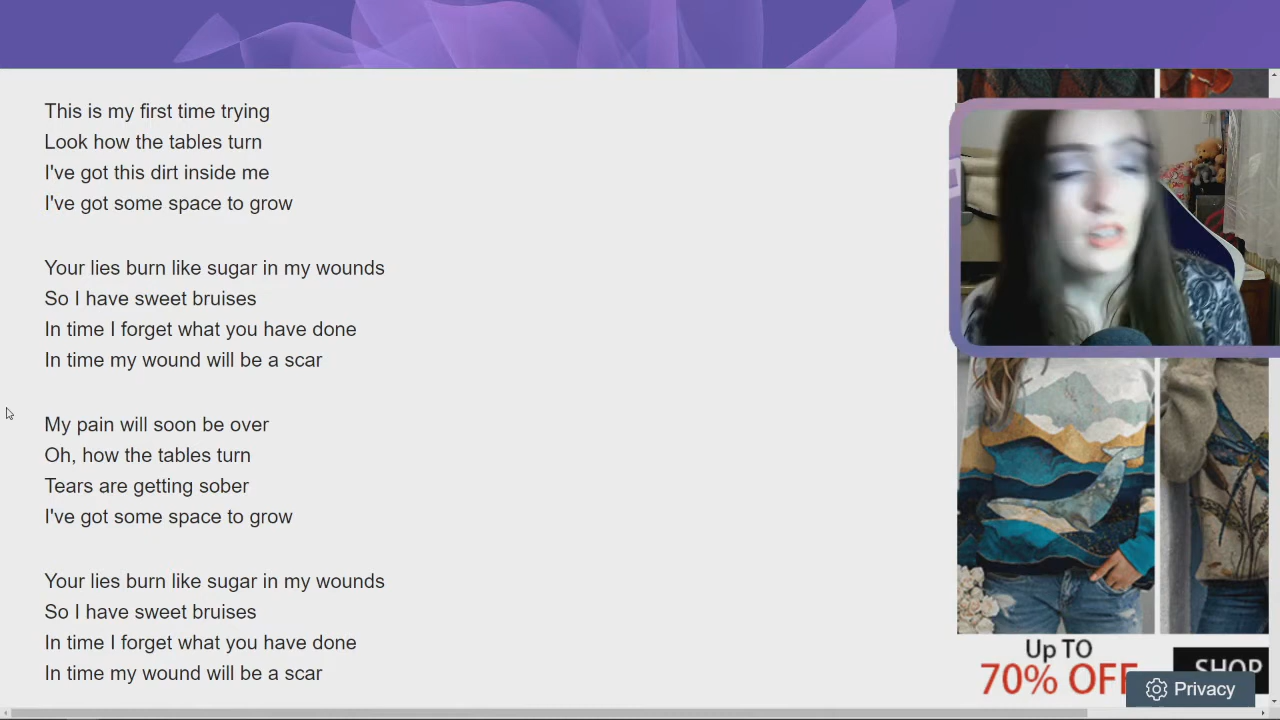 This is my first time trying
Look how the tables turn
I've got this dirt inside me
I've got some space to grow
Your lies burn like sugar in my wounds
So I have sweet bruises
In time I forget what you have done
In time my wound will be a scar
My pain will soon be over
Oh, how the tables turn
Tears are getting sober
I've got some space to grow
Your lies burn like sugar in my wounds
So I have sweet bruises
In time I forget what you have done
In time my wound will be a scar
Up TO
70% OFF
SHOP
Privacy